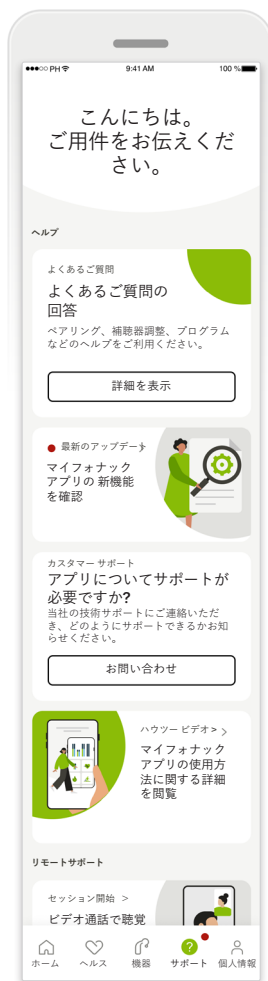 PH 9:41 AM 100 %
こんにちは。
ご用件をお伝えくだ
さい。
ヘルプ
よくあるご質問
よくあるご質問の
回答
ペアリング、補聴器調整、プログラム
などのヘルプをご利用ください。
詳細を表示
最新のアップデート
マイフォナック
アプリの 新機能
を確認
カスタマー サポート
アプリについてサポートが
必要ですか?
当社の技術サポートにご連絡いただ
き、どのようにサポートできるかお知
らせください。
お問い合わせ
ハウツー ビデオ >
マイフォナック
アプリの使用方
法に関する詳細
を閲覧
リモートサポート
セッション開始 >
ビデオ通話で聴覚
ホーム ヘルス 機器 サポート 個人情報